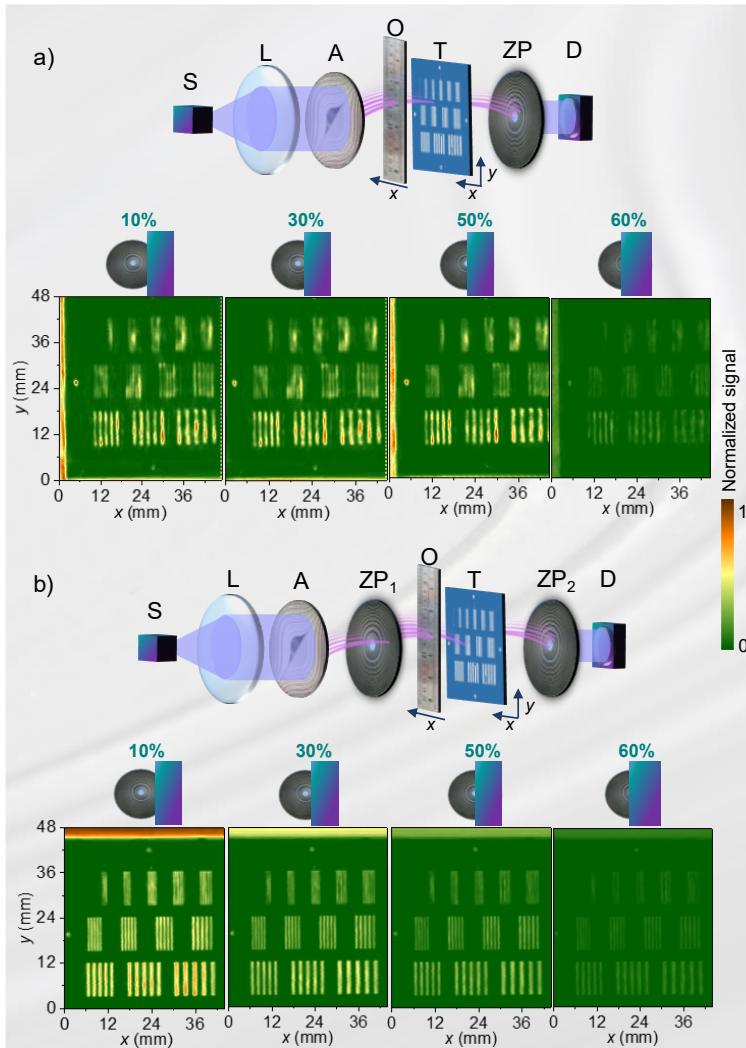 a)
S L A O T ZP D
x x y
10% 30% 50% 60%
48
36
24
12
0
y (mm)
0 12 24 36 0 12 24 36 0 12 24 36 0 12 24 36
x (mm) x (mm) x (mm) x (mm)
Normalized signal
1
0
b)
S L A ZP₁ O T ZP₂ D
x x y
10% 30% 50% 60%
48
36
24
12
0
y (mm)
0 12 24 36 0 12 24 36 0 12 24 36 0 12 24 36
x (mm) x (mm) x (mm) x (mm)